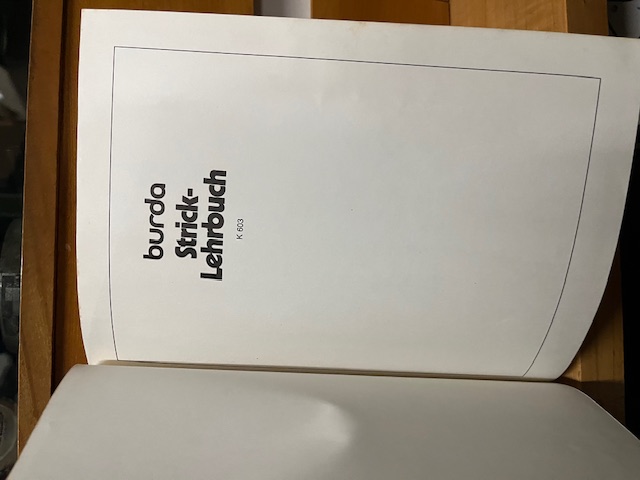 burda
Strick-
Lehrbuch
K 603